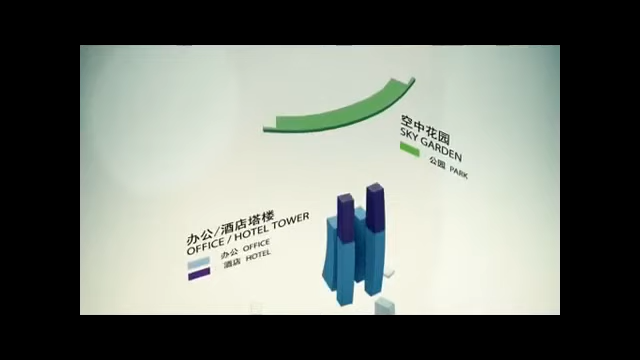 空中花园
SKY GARDEN
公园 PARK
办公/酒店塔楼
OFFICE / HOTEL TOWER
办公 OFFICE
酒店 HOTEL